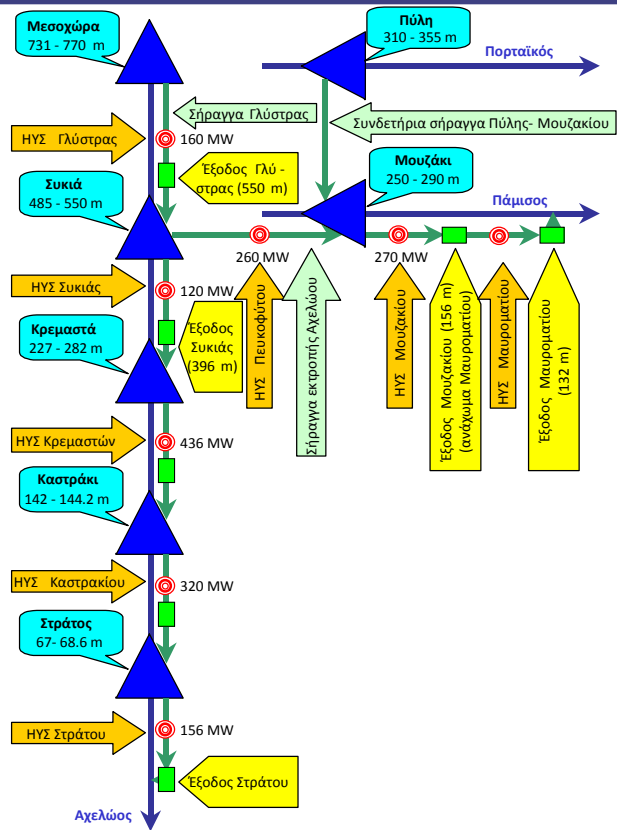 Μεσοχώρα
731 - 770 m
Πύλη
310 - 355 m
Πορταϊκός
Σήραγγα Γλύστρας
Συνδετήρια σήραγγα Πύλης- Μουζακίου
ΗΥΣ Γλύστρας
160 MW
Έξοδος Γλύ -
στρας (550 m)
Μουζάκι
250 - 290 m
Συκιά
485 - 550 m
Πάμισος
260 MW
270 MW
ΗΥΣ Συκιάς
120 MW
Έξοδος
Συκιάς
(396 m)
ΗΥΣ Πευκοφύτου
Σήραγγα εκτροπής Αχελώου
ΗΥΣ Μουζακίου
Έξοδος Μουζακίου (156 m)
(ανάχωμα Μαυροματίου)
ΗΥΣ Μαυροματίου
Έξοδος Μαυροματίου
(132 m)
Κρεμαστά
227 - 282 m
ΗΥΣ Κρεμαστών
436 MW
Καστράκι
142 - 144.2 m
ΗΥΣ Καστρακίου
320 MW
Στράτος
67- 68.6 m
ΗΥΣ Στράτου
156 MW
Έξοδος Στράτου
Αχελώος